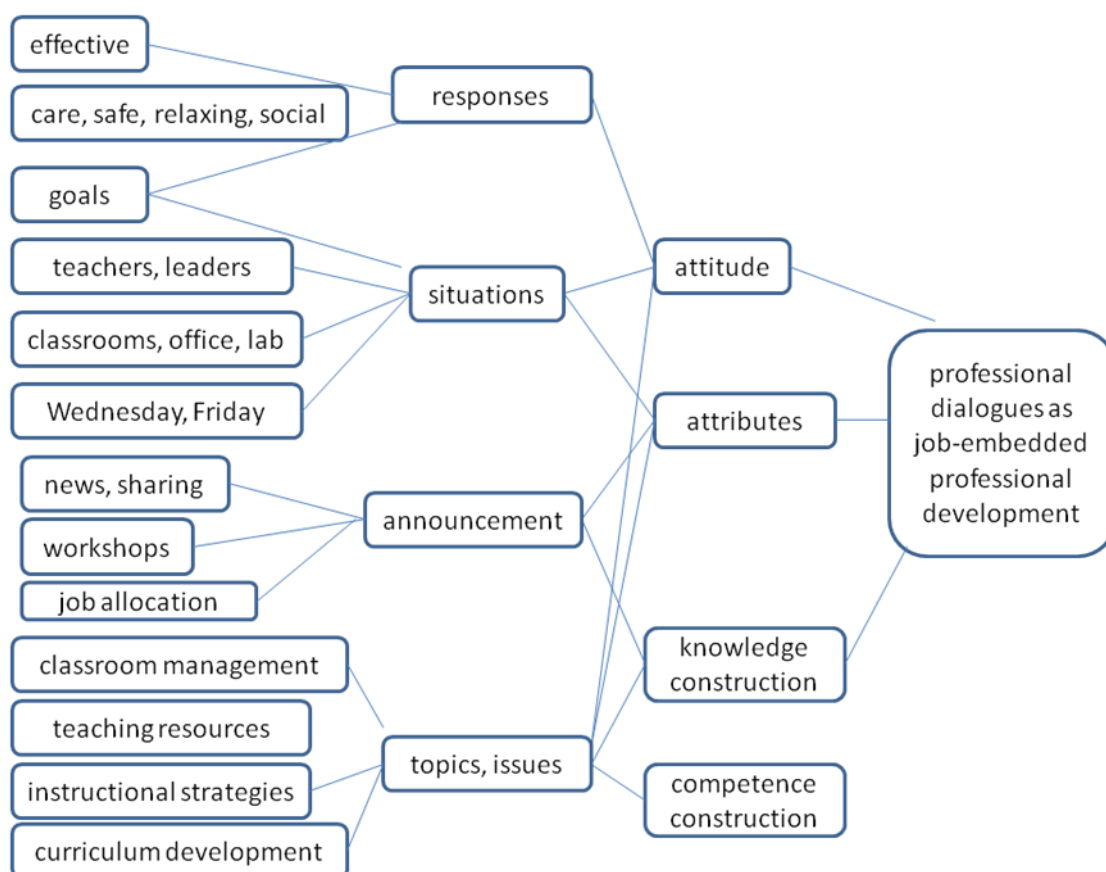 effective
care, safe, relaxing, social
goals
teachers, leaders
classrooms, office, lab
Wednesday, Friday
news, sharing
workshops
job allocation
classroom management
teaching resources
instructional strategies
curriculum development
responses
situations
announcement
topics, issues
attitude
attributes
knowledge
construction
competence
construction
professional
dialogues as
job-embedded
professional
development